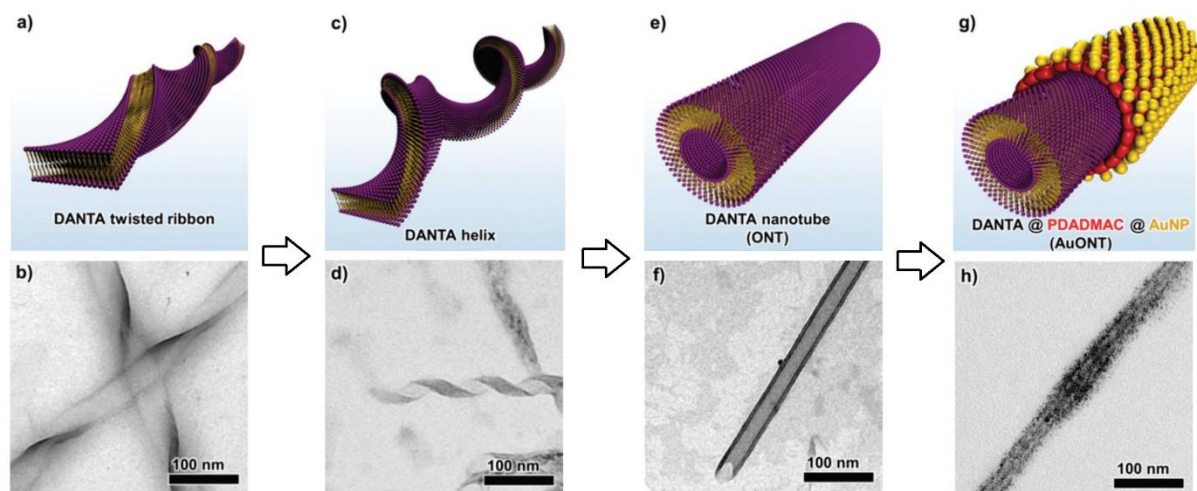 a)
DANTA twisted ribbon
c)
DANTA helix
e)
DANTA nanotube
(ONT)
g)
DANTA @ PDADMAC @ AuNP
(AuONT)
b)
100 nm
d)
100 nm
f)
100 nm
h)
100 nm